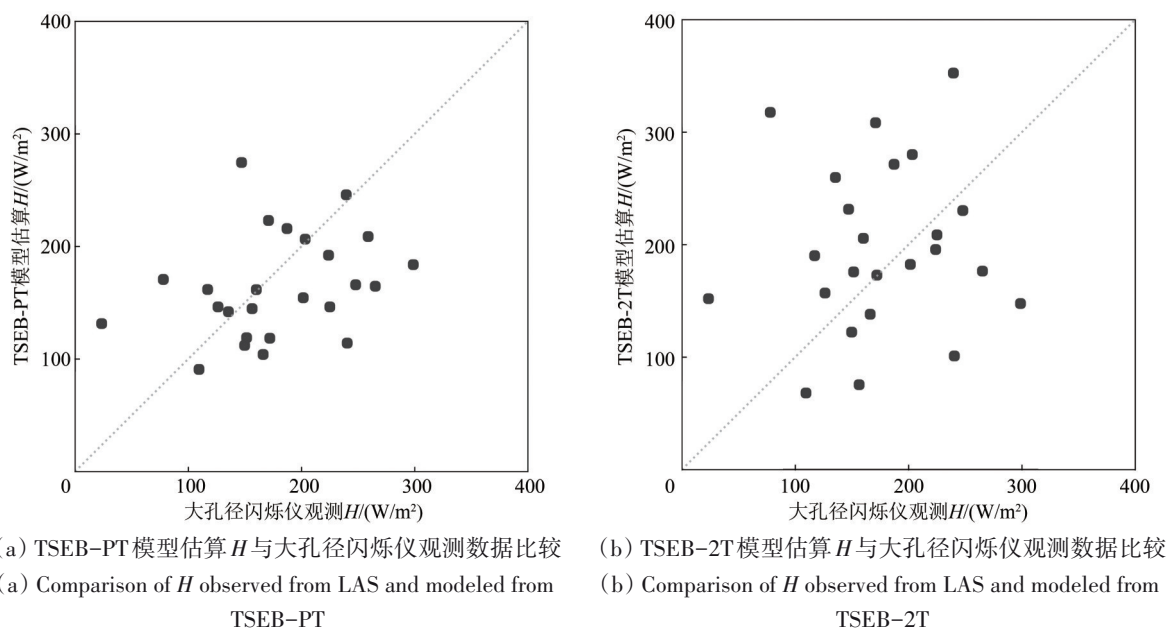 400
300
200
100
0
100
200
300
400
TSEB-PT模型估算H/(W/m²)
大孔径闪烁仪观测H/(W/m²)
(a) TSEB-PT模型估算H与大孔径闪烁仪观测数据比较
(a) Comparison of H observed from LAS and modeled from
TSEB-PT
400
300
200
100
0
100
200
300
400
TSEB-2T模型估算H/(W/m²)
大孔径闪烁仪观测H/(W/m²)
(b) TSEB-2T模型估算H与大孔径闪烁仪观测数据比较
(b) Comparison of H observed from LAS and modeled from
TSEB-2T